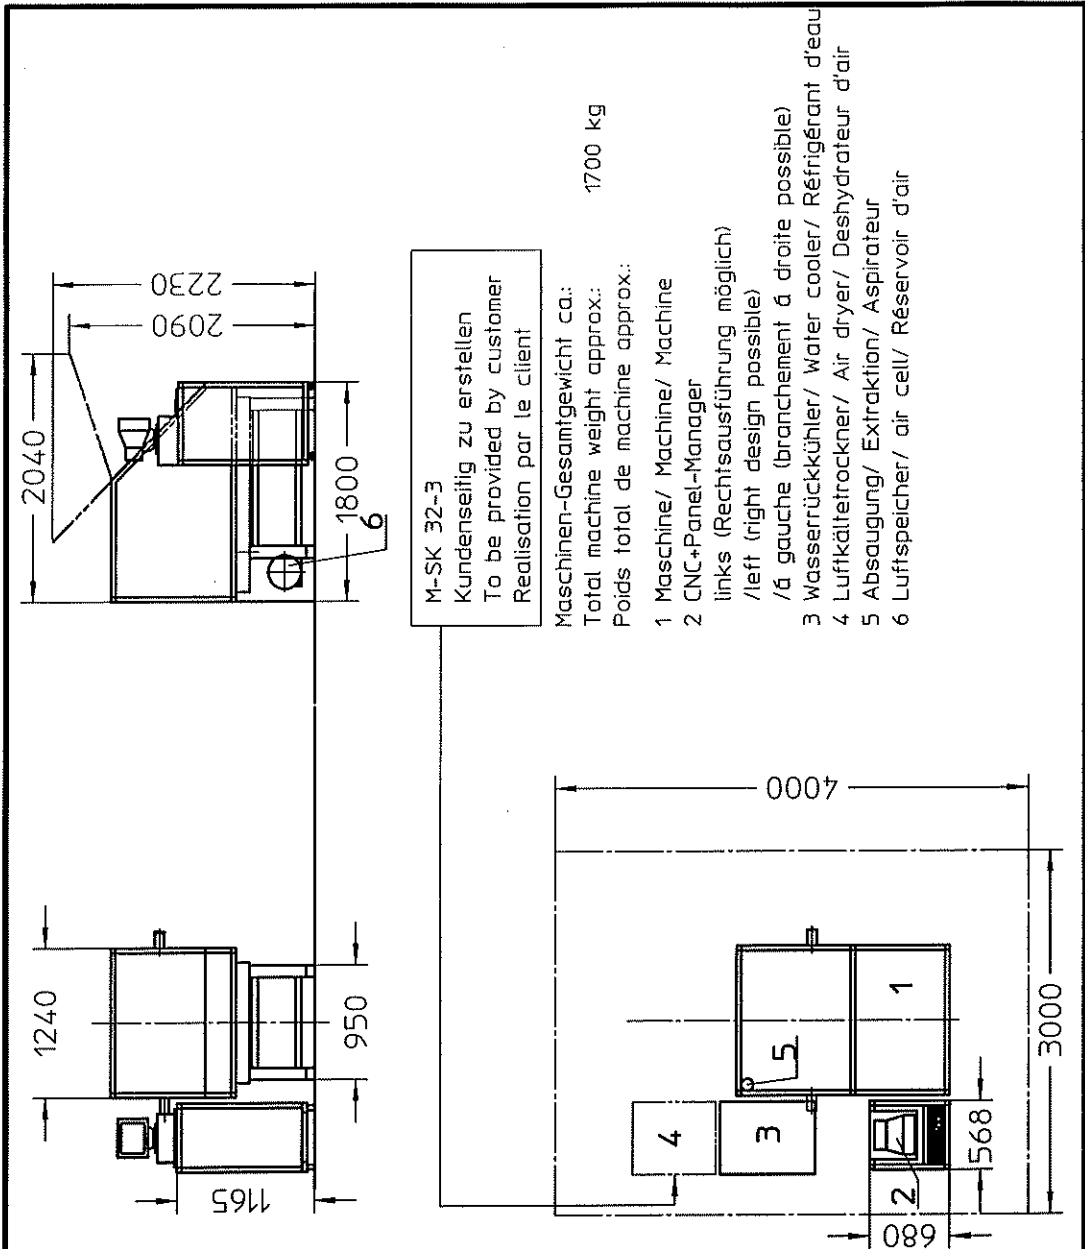 2040
2230
2090
1800
6
1240
950
1165
M-SK 32-3
Kundenseitig zu erstellen
To be provided by customer
Realisation par le client
Maschinen-Gesamtgewicht ca.:
Total machine weight approx.: 1700 kg
Poids total de machine approx.:
1 Maschine/ Machine/ Machine
2 CNC+Panel-Manager
links (Rechtsausführung möglich)
/left (right design possible)
/á gauche (branchement á droite possible)
3 Wasserrückkühler/ Water cooler/ Réfrigérant d'eau
4 Luftkältetrockner/ Air dryer/ Deshydrateur d'air
5 Absaugung/ Extraktion/ Aspirateur
6 Luftspeicher/ air cell/ Réservoir d'air
4000
3000
1
5
4
3
2
568
680